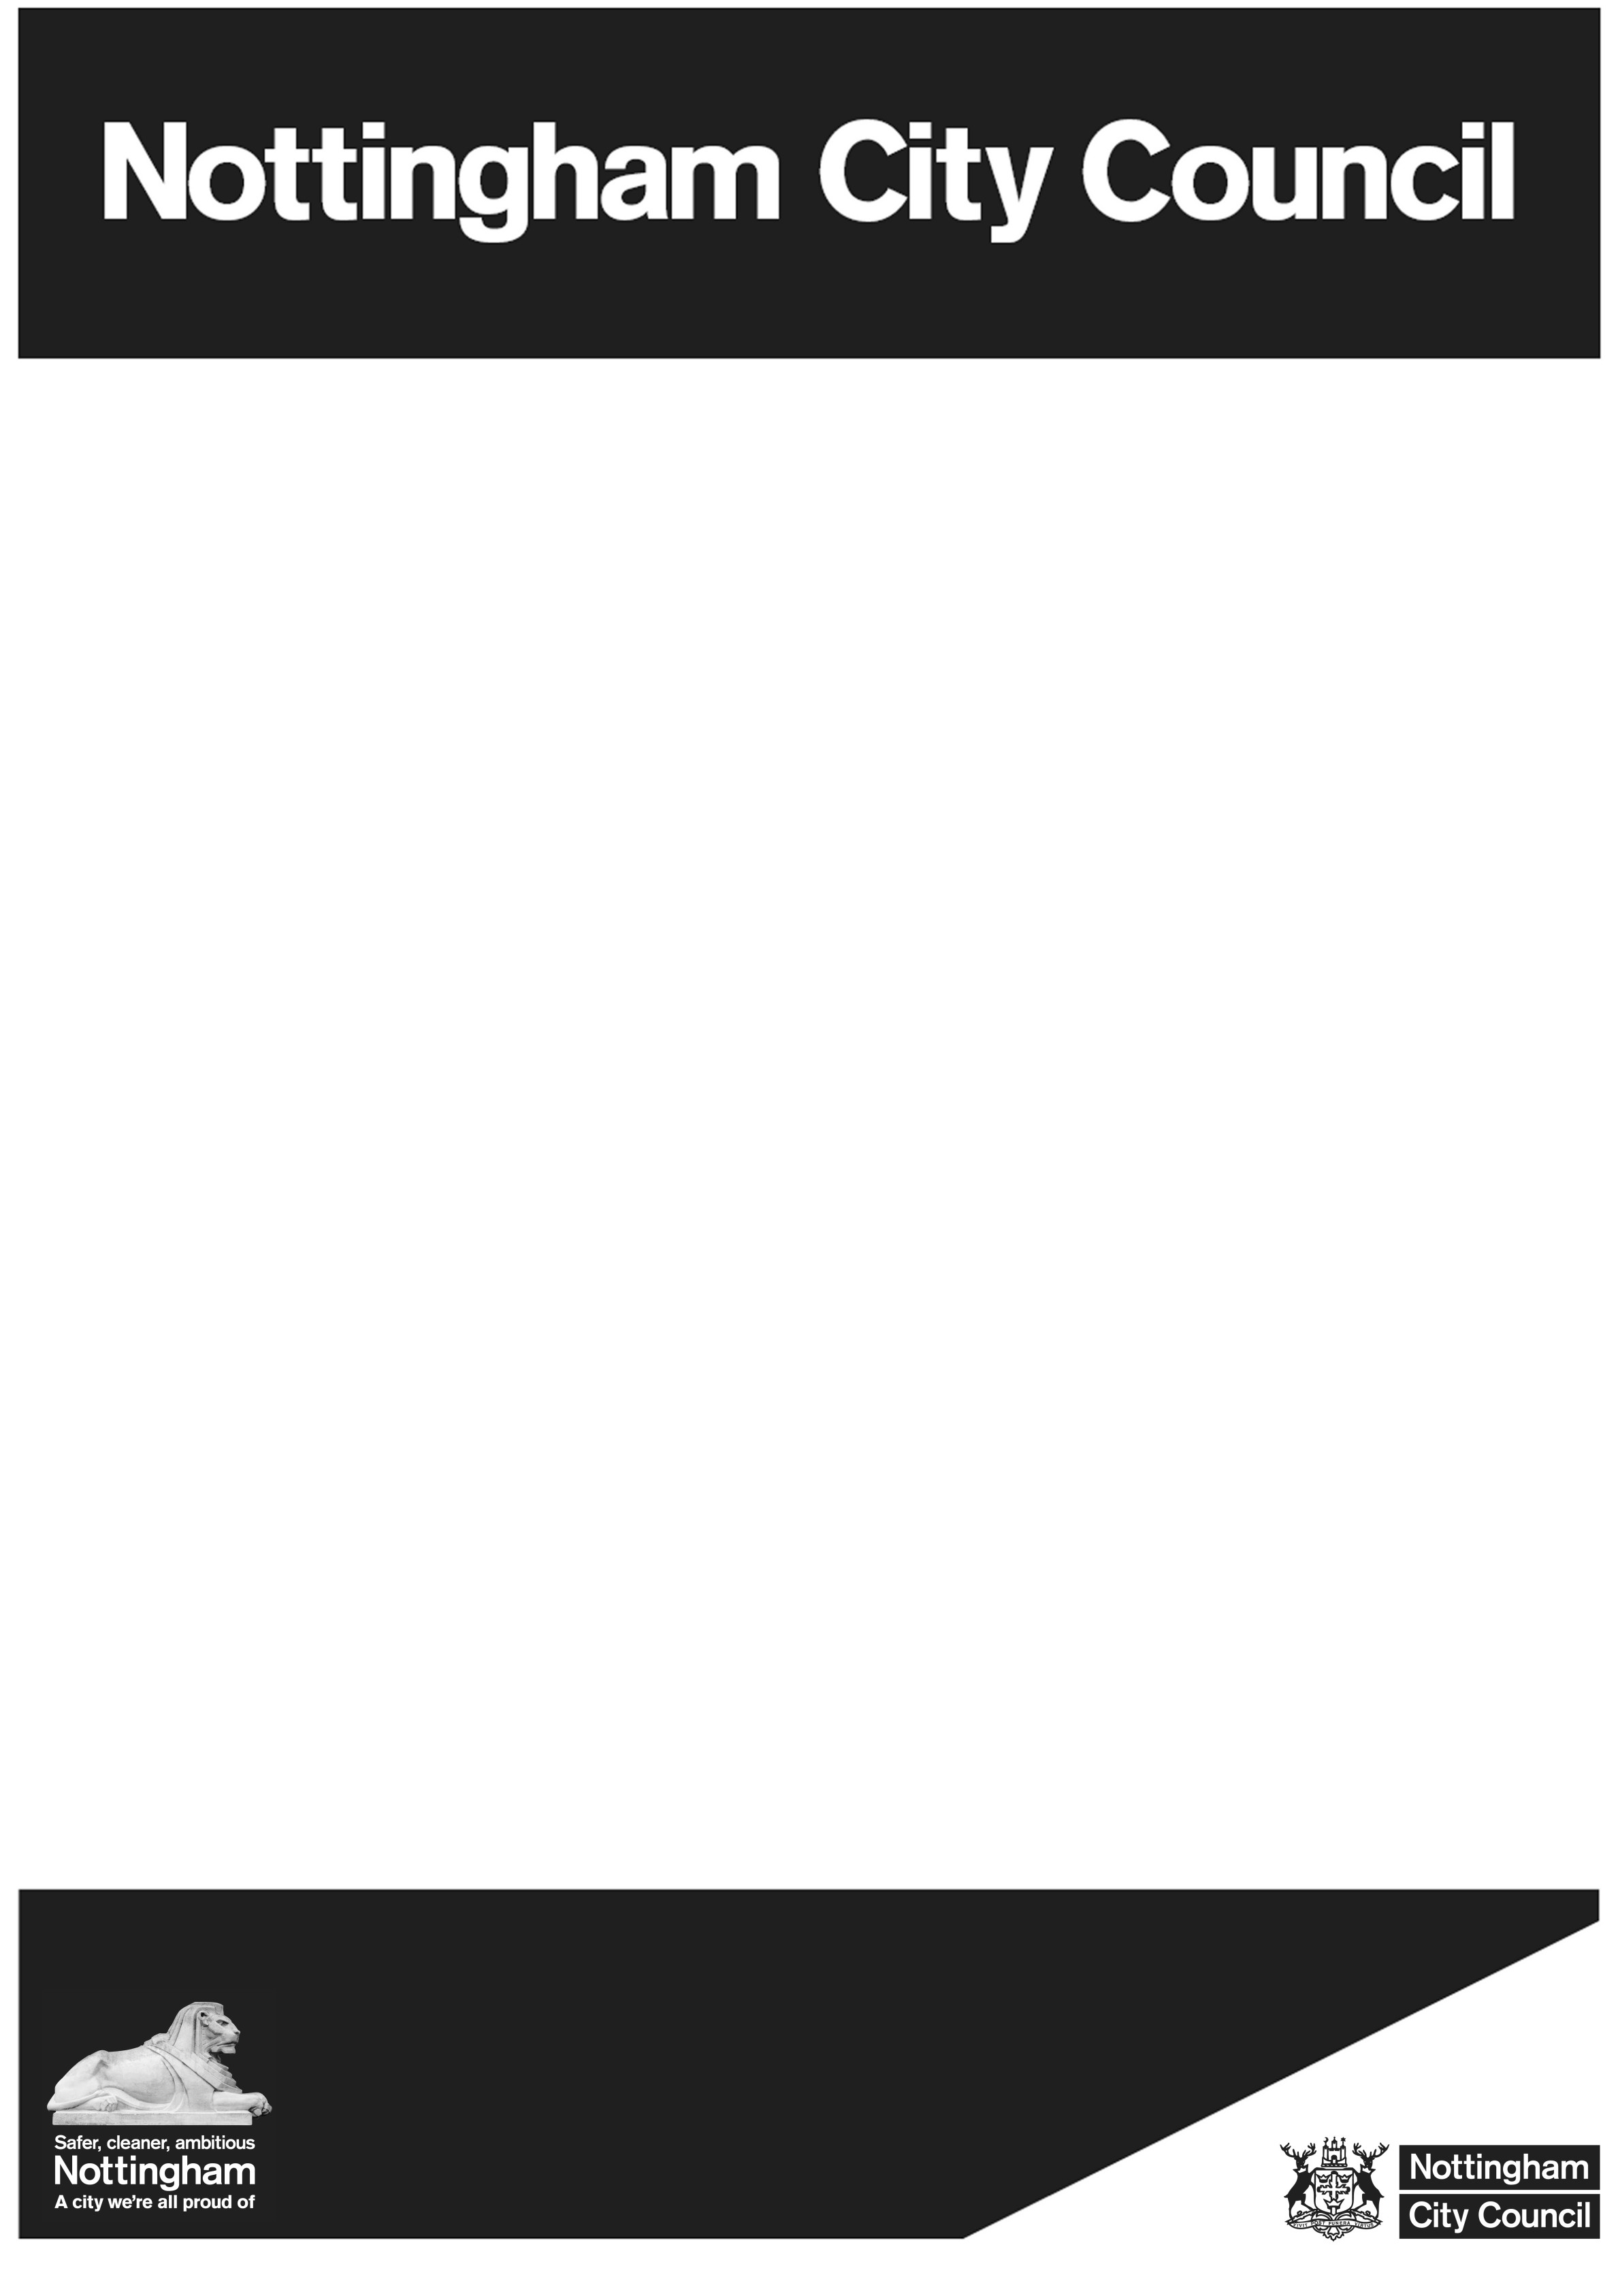 Nottingham City Council
Safer, cleaner, ambitious
Nottingham
A city we're all proud of
Nottingham
City Council